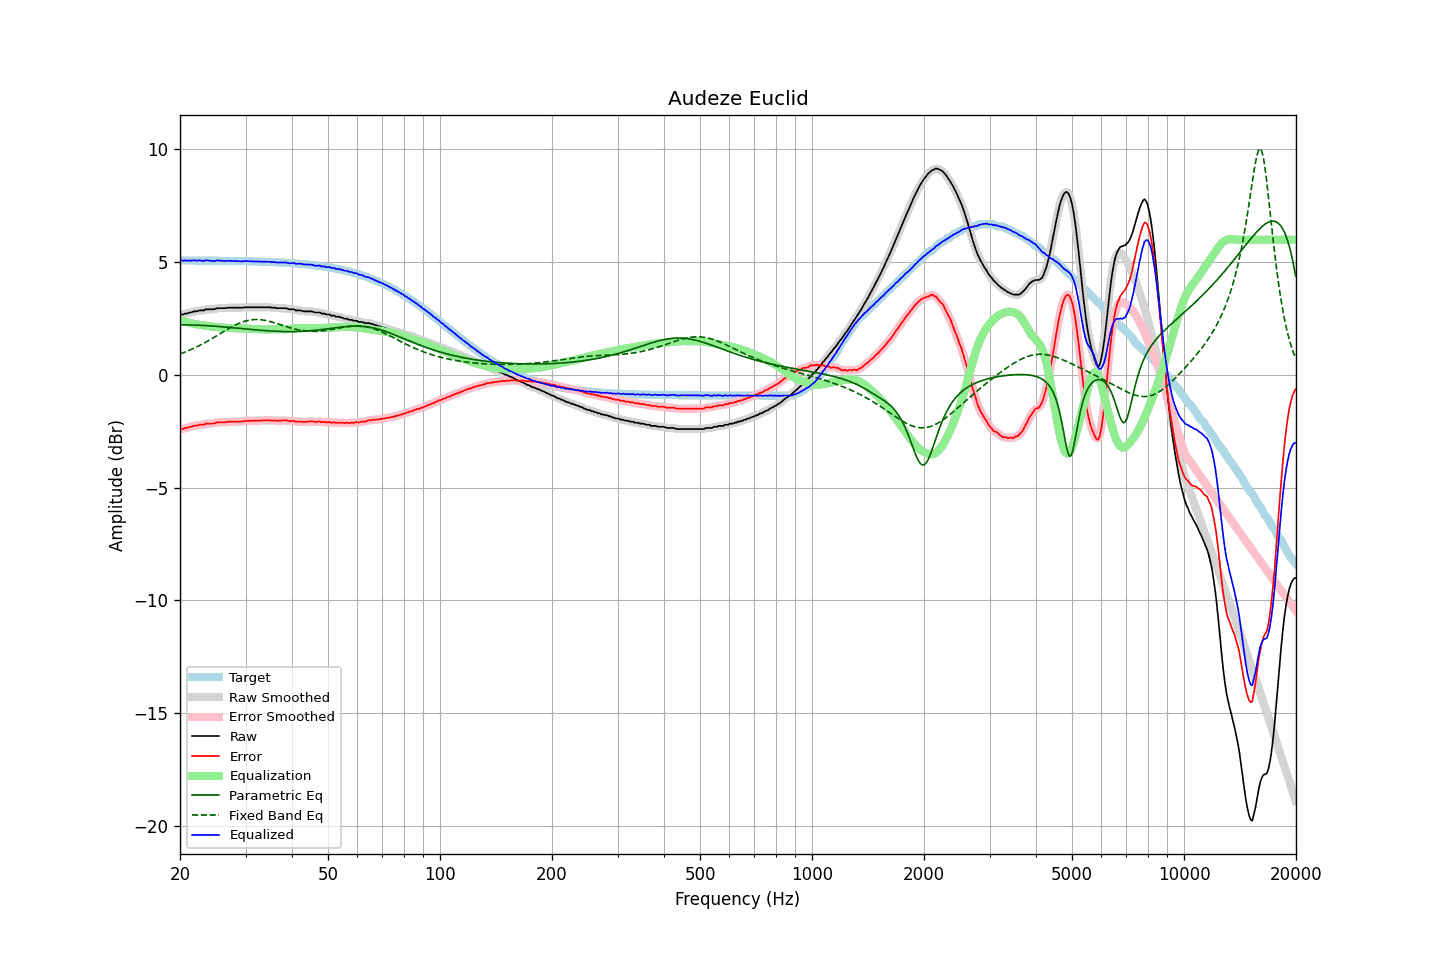 Audeze Euclid
10
5
0
−5
−10
−15
−20
Amplitude (dBr)
Target
Raw Smoothed
Error Smoothed
Raw
Error
Equalization
Parametric Eq
Fixed Band Eq
Equalized
20 50 100 200 500 1000 2000 5000 10000 20000
Frequency (Hz)